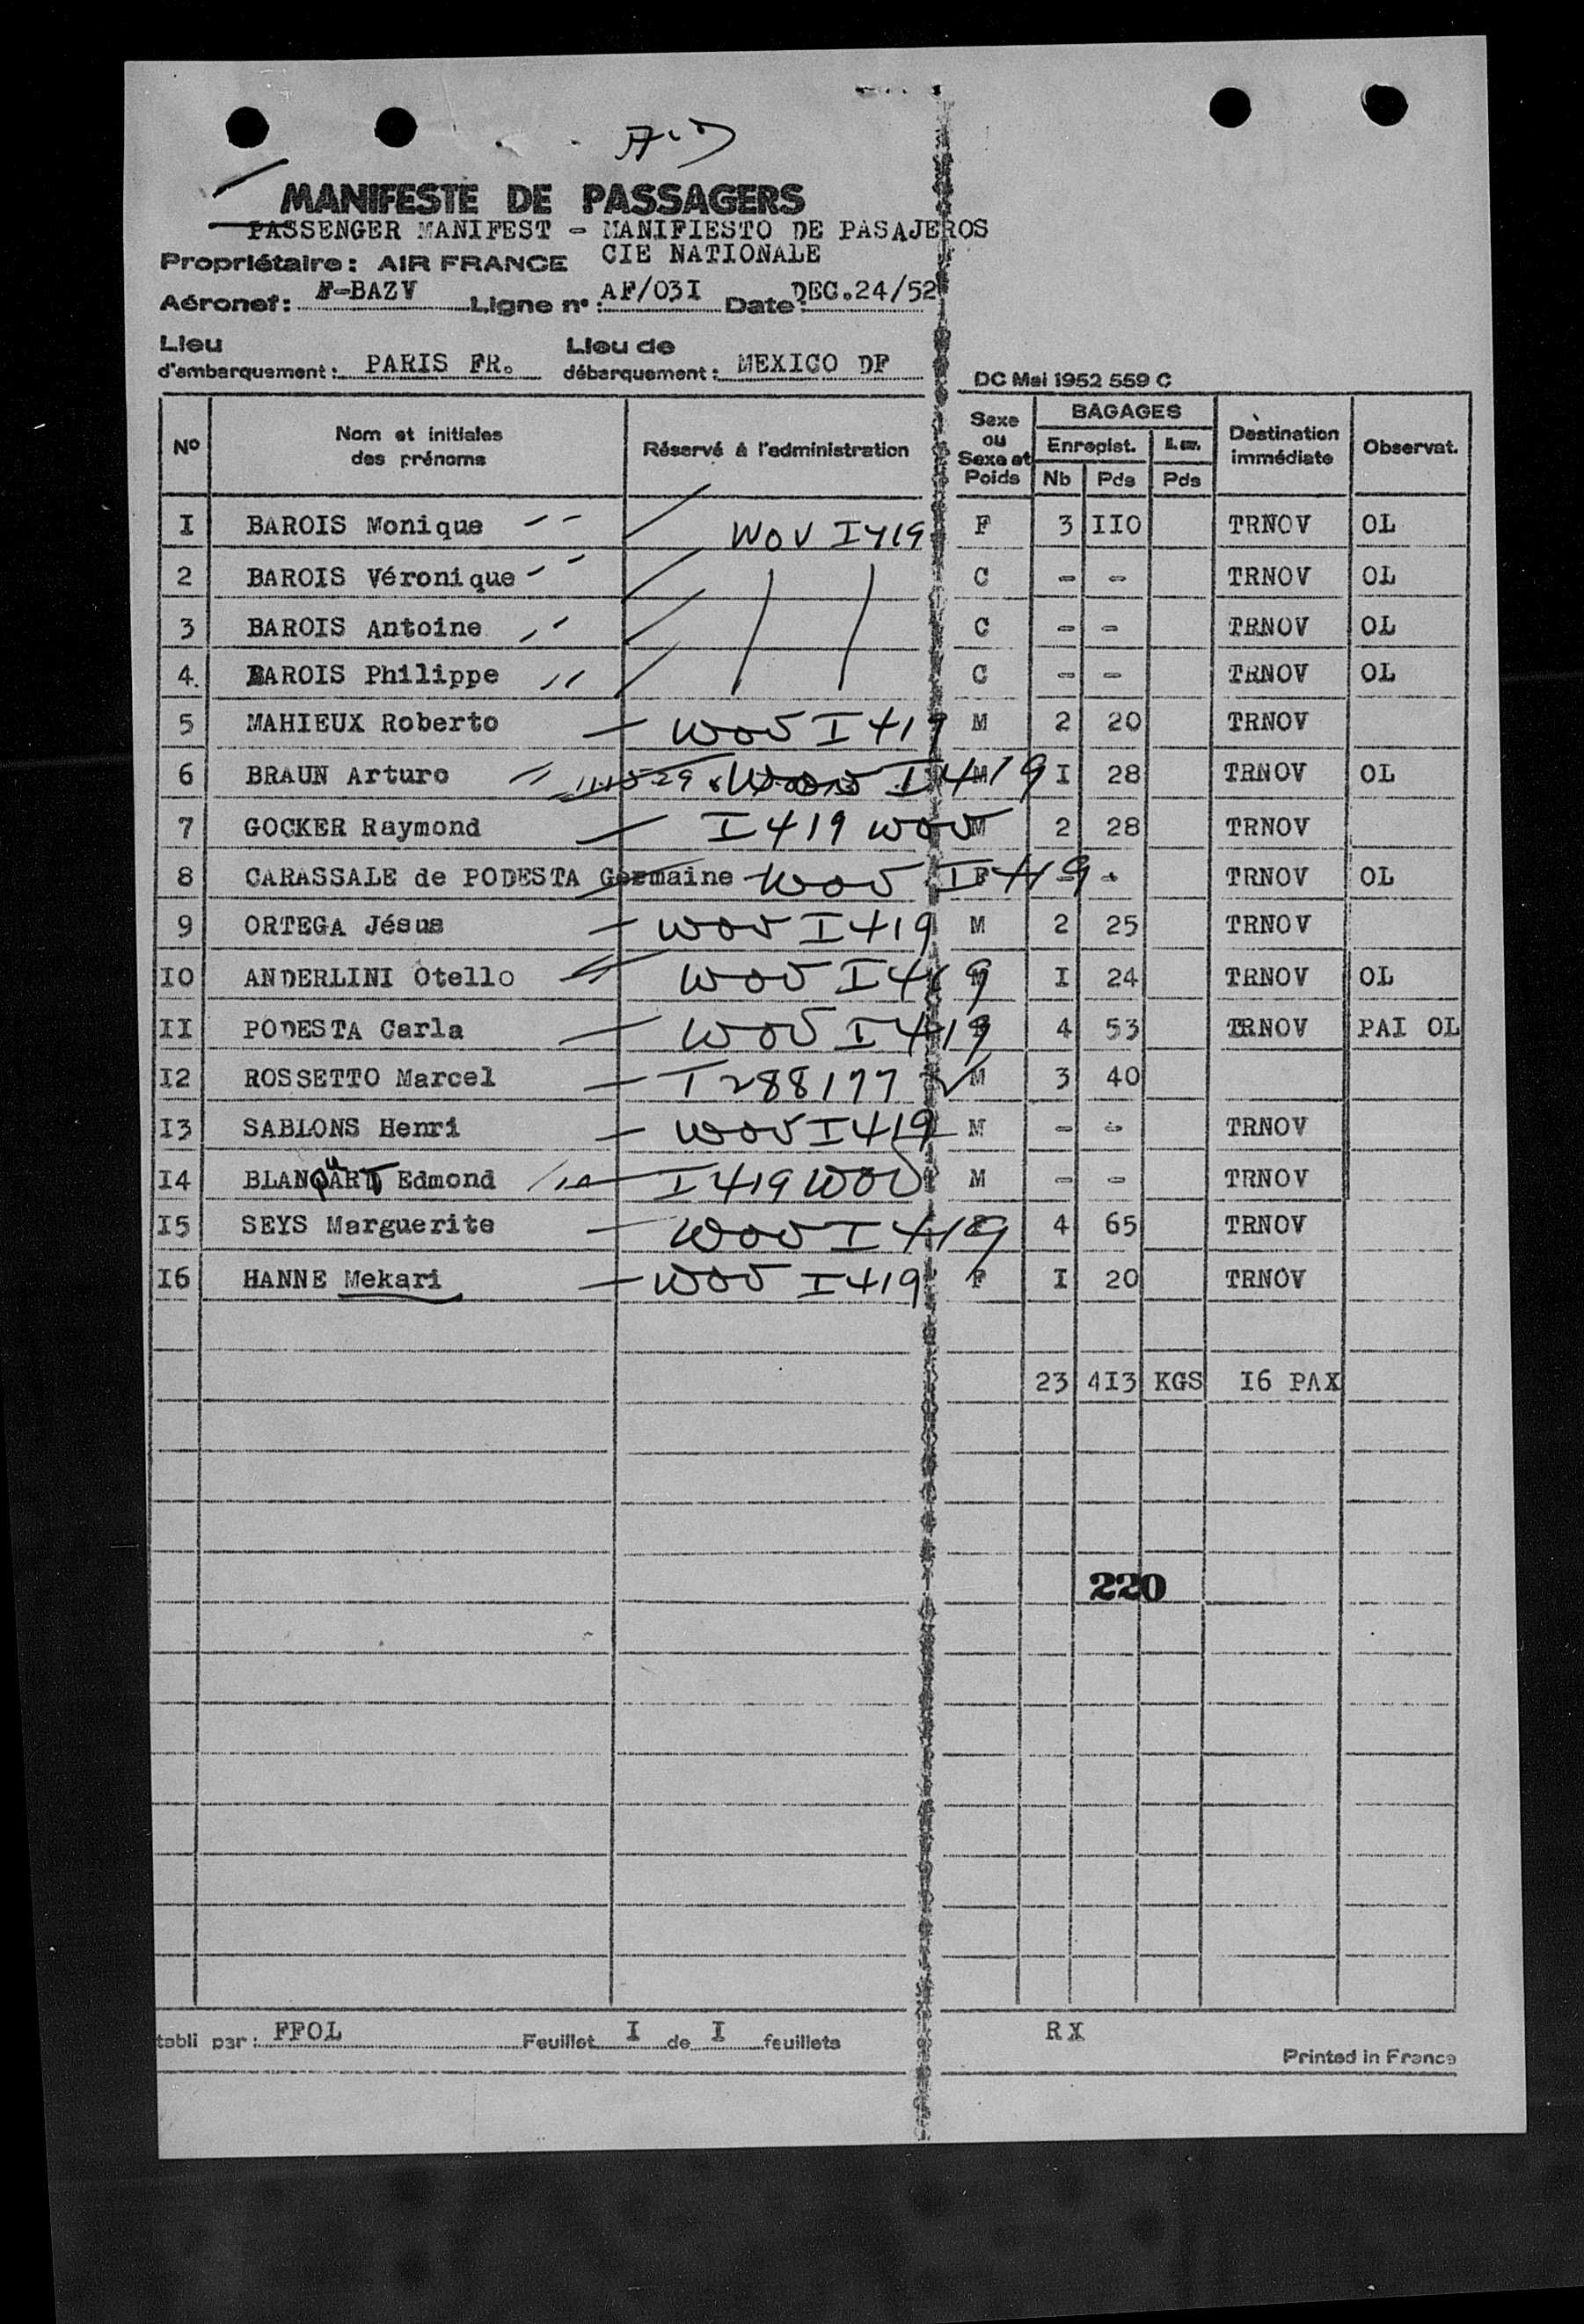 MANIFESTE DE PASSAGERS
PASSENGER MANIFEST - MANIFIESTO DE PASAJEROS
Propriétaire: AIR FRANCE CIE NATIONALE
Aéronef: F-BAZV Ligne n°: AF/03I Date: DEC.24/52
Lieu d'embarquement: PARIS FR. Lieu de débarquement: MEXICO DF
DC Mai 1952 559 C
N° Nom et initiales des prénoms Réservé à l'administration Sexe ou Sexe et Poids BAGAGES Enregist. Nb Pds Pds Destination immédiate Observat.
I BAROIS Monique WOV I419 F 3 IIO TRNOV OL
2 BAROIS Véronique C - - TRNOV OL
3 BAROIS Antoine C - - TRNOV OL
4. BAROIS Philippe C - - TRNOV OL
5 MAHIEUX Roberto WOV I419 M 2 20 TRNOV
6 BRAUN Arturo WOV I419 M I 28 TRNOV OL
7 GOCKER Raymond I419 WOV M 2 28 TRNOV
8 CARASSALE de PODESTA Germaine WOV I419 F - - TRNOV OL
9 ORTEGA Jésus WOV I419 M 2 25 TRNOV
IO ANDERLINI Otello WOV I419 M I 24 TRNOV OL
II PODESTA Carla WOV I419 4 53 TRNOV PAI OL
I2 ROSSETTO Marcel T288177 M 3 40
I3 SABLONS Henri WOV I419 M - - TRNOV
I4 BLANQUART Edmond I419 WOV M - - TRNOV
I5 SEYS Marguerite WOV I419 F 4 65 TRNOV
I6 HANNE Mekari WOV I419 F I 20 TRNOV
23 4I3 KGS I6 PAX
220
tabli par: FPOL Feuillet I de I feuillets RX
Printed in France